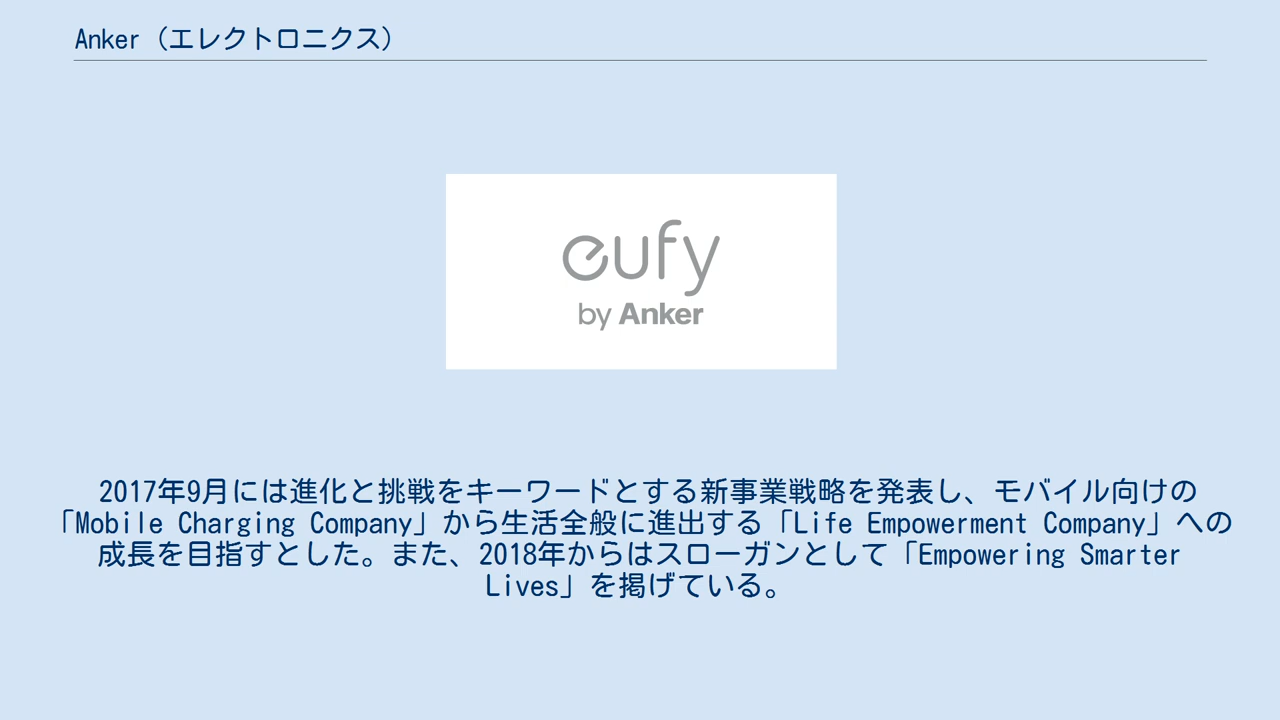 Anker（エレクトロニクス）
eufy
by Anker
2017年9月には進化と挑戦をキーワードとする新事業戦略を発表し、モバイル向けの
「Mobile Charging Company」から生活全般に進出する「Life Empowerment Company」への
成長を目指すとした。また、2018年からはスローガンとして「Empowering Smarter
Lives」を掲げている。